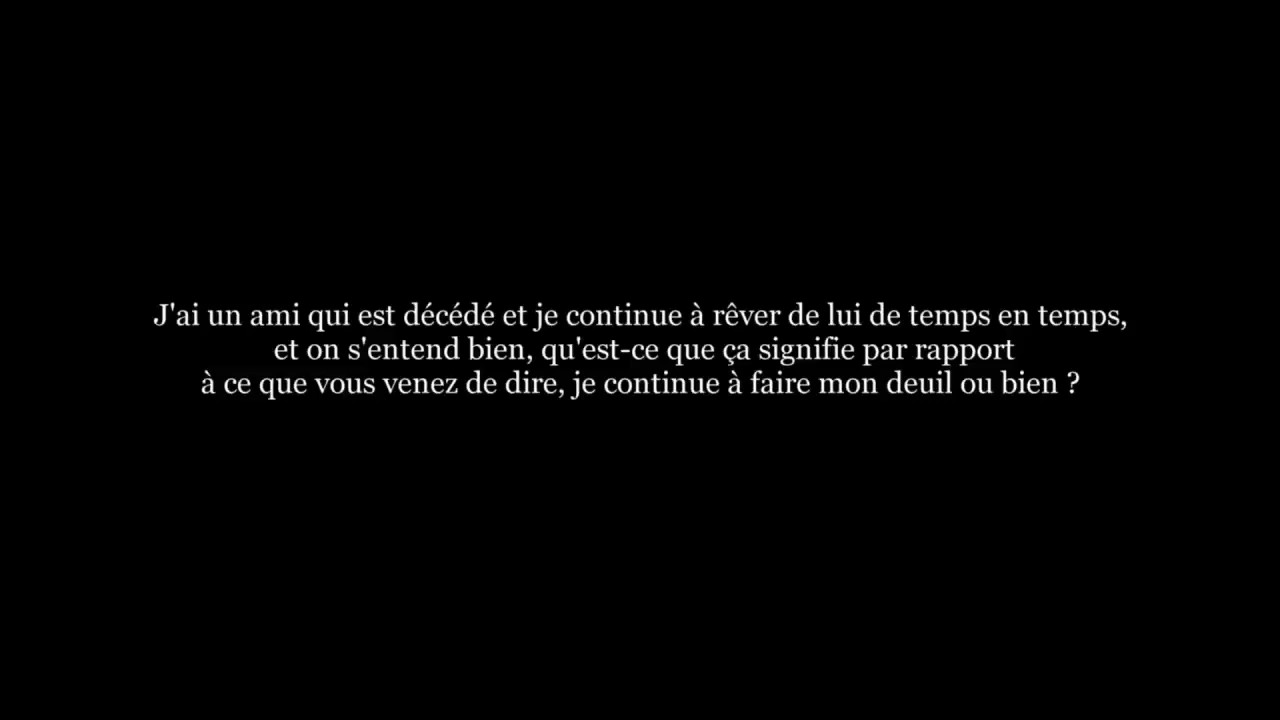 J'ai un ami qui est décédé et je continue à rêver de lui de temps en temps,
et on s'entend bien, qu'est-ce que ça signifie par rapport
à ce que vous venez de dire, je continue à faire mon deuil ou bien ?